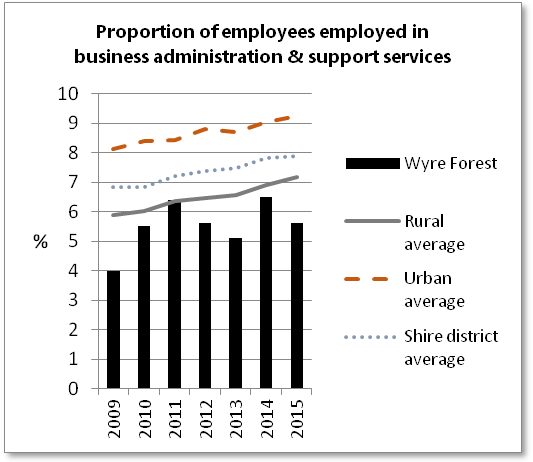 Proportion of employees employed in
business administration & support services
10
9
8
7
6
5
4
3
2
1
0
%
2009
2010
2011
2012
2013
2014
2015
Wyre Forest
Rural
average
Urban
average
Shire district
average